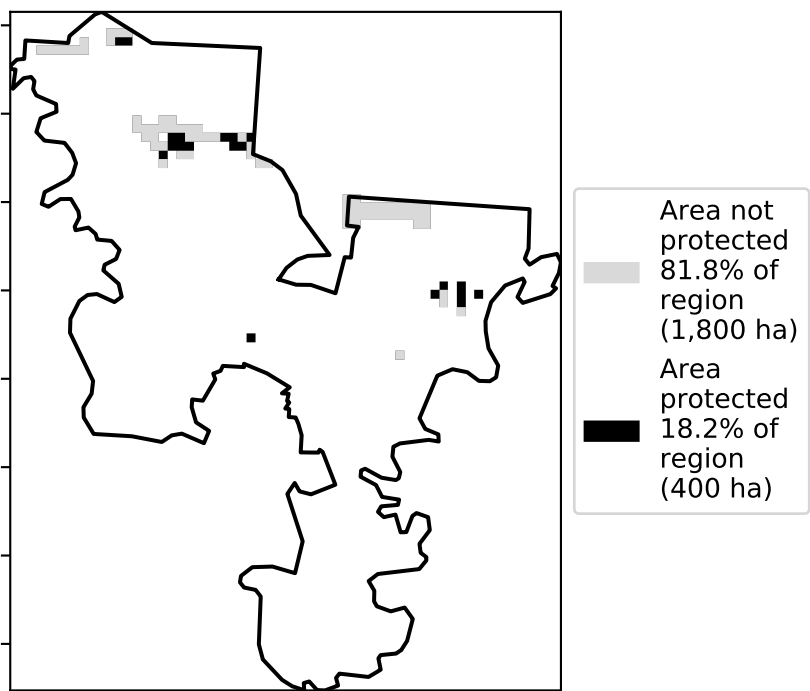 Area not
protected
81.8% of
region
(1,800 ha)
Area
protected
18.2% of
region
(400 ha)